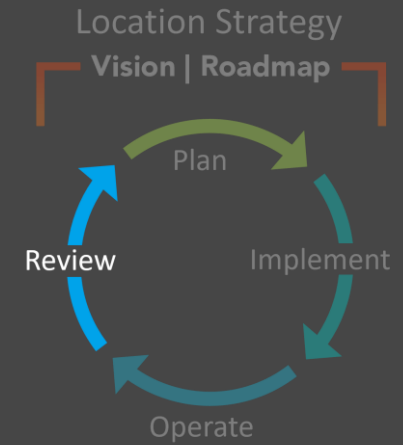 Location Strategy
Vision | Roadmap
Plan
Review
Implement
Operate